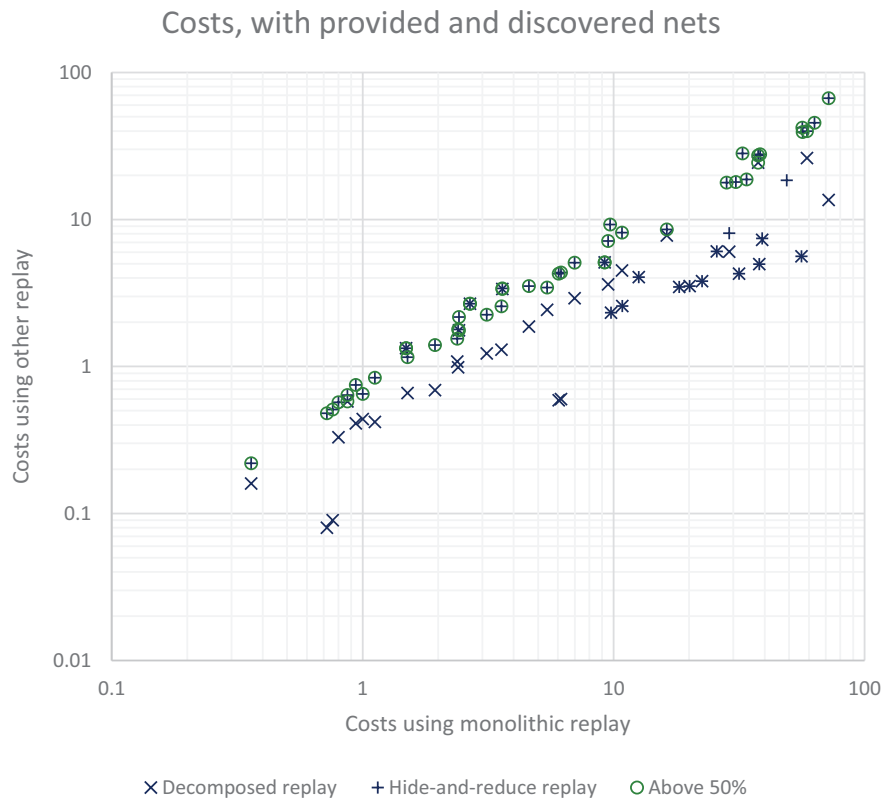 Costs, with provided and discovered nets
100
10
1
0.1
0.01
Costs using other replay
0.1 1 10 100
Costs using monolithic replay
Decomposed replay Hide-and-reduce replay Above 50%